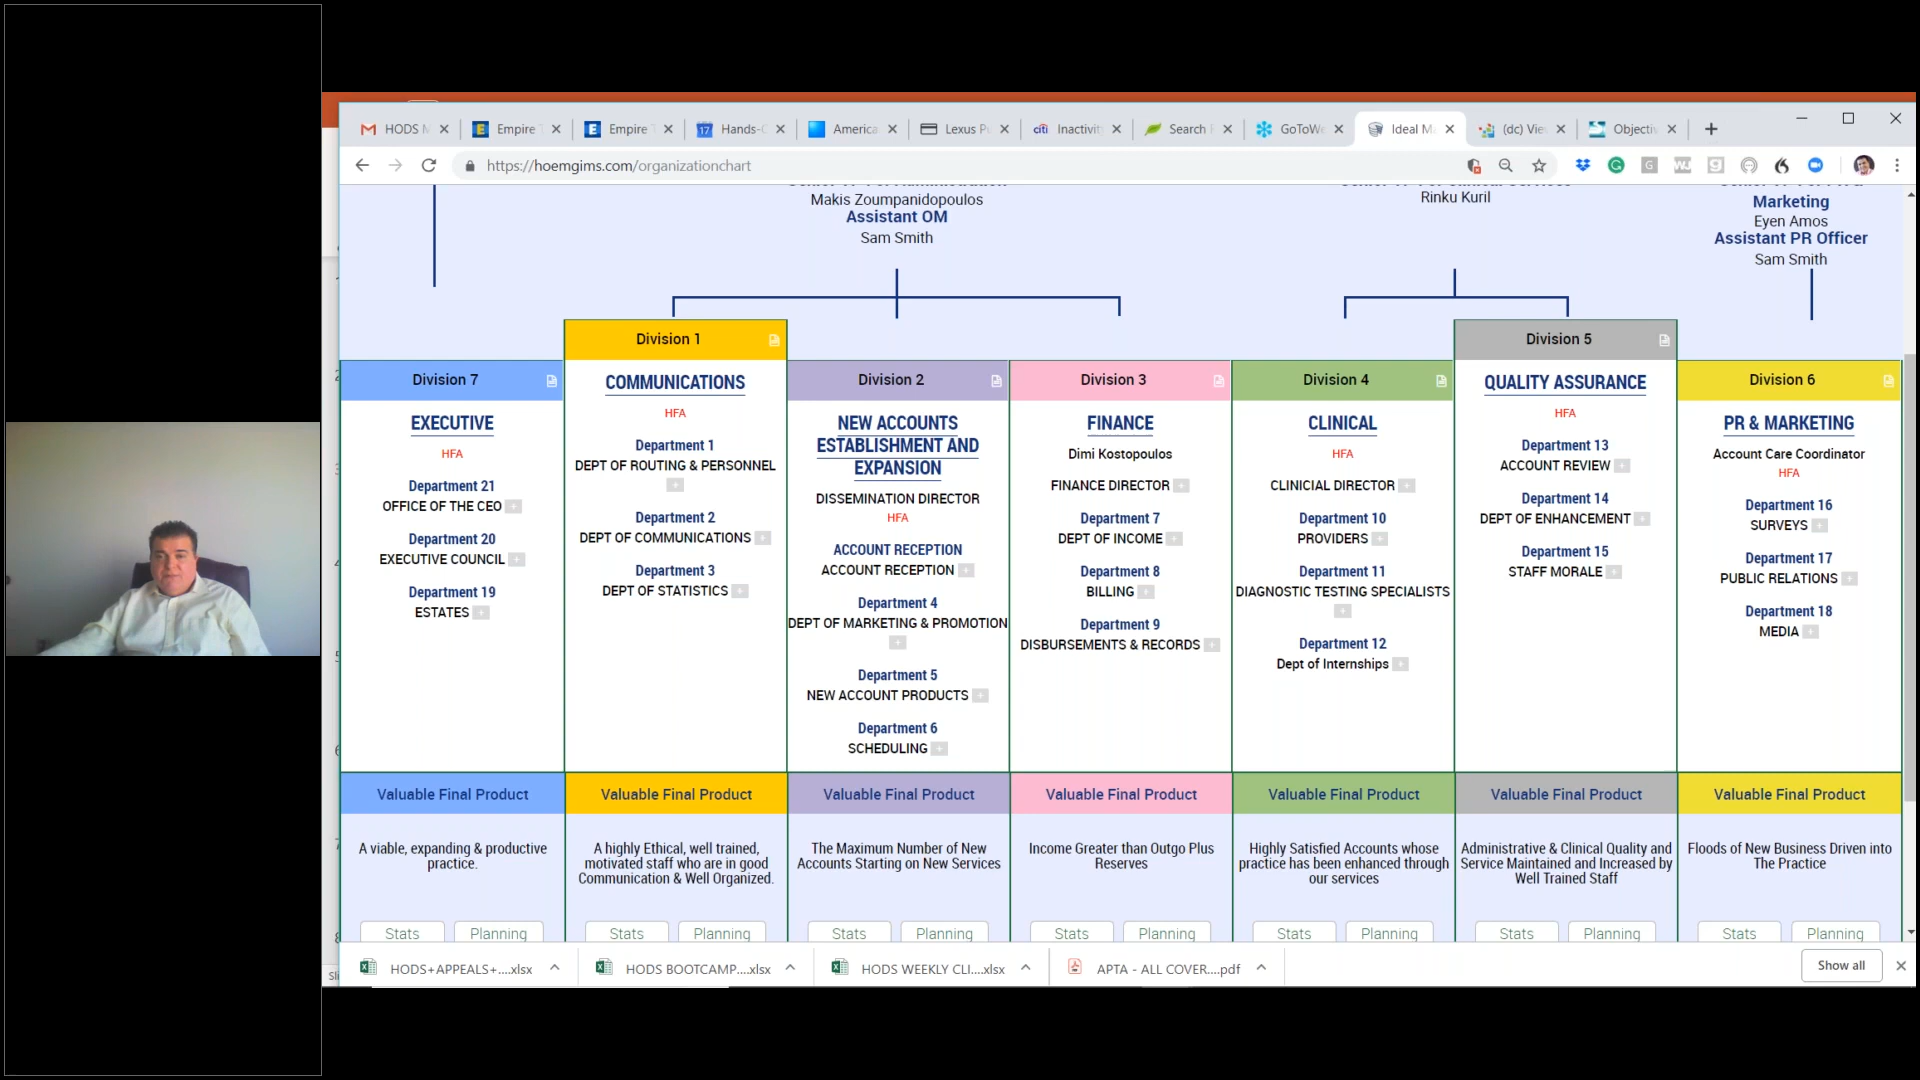 HODS M
Empire T
Empire T
Hands-O
America
Lexus P
Inactivit
Search
GoToWe
Ideal M
(dc) Vie
Objectiv
https://hoemgims.com/organizationchart
Makis Zoumpanidopoulos
Assistant OM
Sam Smith
Rinku Kuril
Marketing
Eyen Amos
Assistant PR Officer
Sam Smith
Division 7
EXECUTIVE
HFA
Department 21
OFFICE OF THE CEO +
Department 20
EXECUTIVE COUNCIL +
Department 19
ESTATES +
Division 1
COMMUNICATIONS
HFA
Department 1
DEPT OF ROUTING & PERSONNEL
+
Department 2
DEPT OF COMMUNICATIONS +
Department 3
DEPT OF STATISTICS +
Division 2
NEW ACCOUNTS
ESTABLISHMENT AND
EXPANSION
DISSEMINATION DIRECTOR
HFA
ACCOUNT RECEPTION
ACCOUNT RECEPTION +
Department 4
DEPT OF MARKETING & PROMOTION
+
Department 5
NEW ACCOUNT PRODUCTS +
Department 6
SCHEDULING +
Division 3
FINANCE
Dimi Kostopoulos
FINANCE DIRECTOR +
Department 7
DEPT OF INCOME +
Department 8
BILLING +
Department 9
DISBURSEMENTS & RECORDS +
Division 4
CLINICAL
HFA
CLINICIAL DIRECTOR +
Department 10
PROVIDERS +
Department 11
DIAGNOSTIC TESTING SPECIALISTS
+
Department 12
Dept of Internships +
Division 5
QUALITY ASSURANCE
HFA
Department 13
ACCOUNT REVIEW +
Department 14
DEPT OF ENHANCEMENT +
Department 15
STAFF MORALE +
Division 6
PR & MARKETING
Account Care Coordinator
HFA
Department 16
SURVEYS +
Department 17
PUBLIC RELATIONS +
Department 18
MEDIA +
Valuable Final Product
A viable, expanding & productive
practice.
Stats
Planning
Valuable Final Product
A highly Ethical, well trained,
motivated staff who are in good
Communication & Well Organized.
Stats
Planning
Valuable Final Product
The Maximum Number of New
Accounts Starting on New Services
Stats
Planning
Valuable Final Product
Income Greater than Outgo Plus
Reserves
Stats
Planning
Valuable Final Product
Highly Satisfied Accounts whose
practice has been enhanced through
our services
Stats
Planning
Valuable Final Product
Administrative & Clinical Quality and
Service Maintained and Increased by
Well Trained Staff
Stats
Planning
Valuable Final Product
Floods of New Business Driven into
The Practice
Stats
Planning
HODS+APPEALS+....xlsx
HODS BOOTCAMP....xlsx
HODS WEEKLY CLI....xlsx
APTA - ALL COVER....pdf
Show all